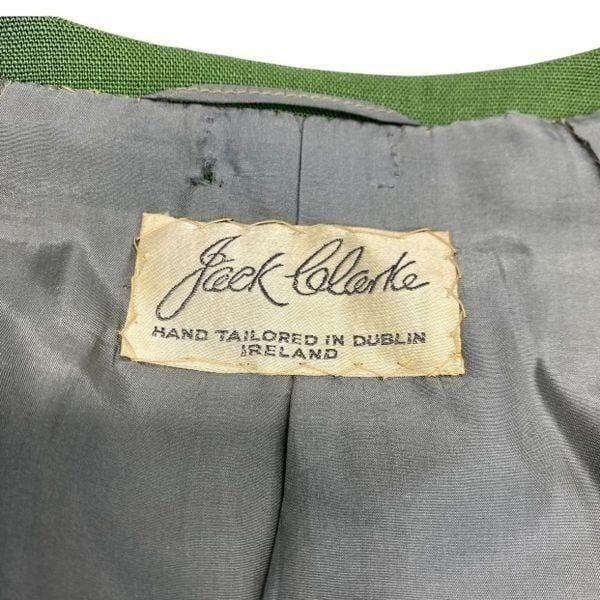 Jack Clarke
HAND TAILORED IN DUBLIN
IRELAND